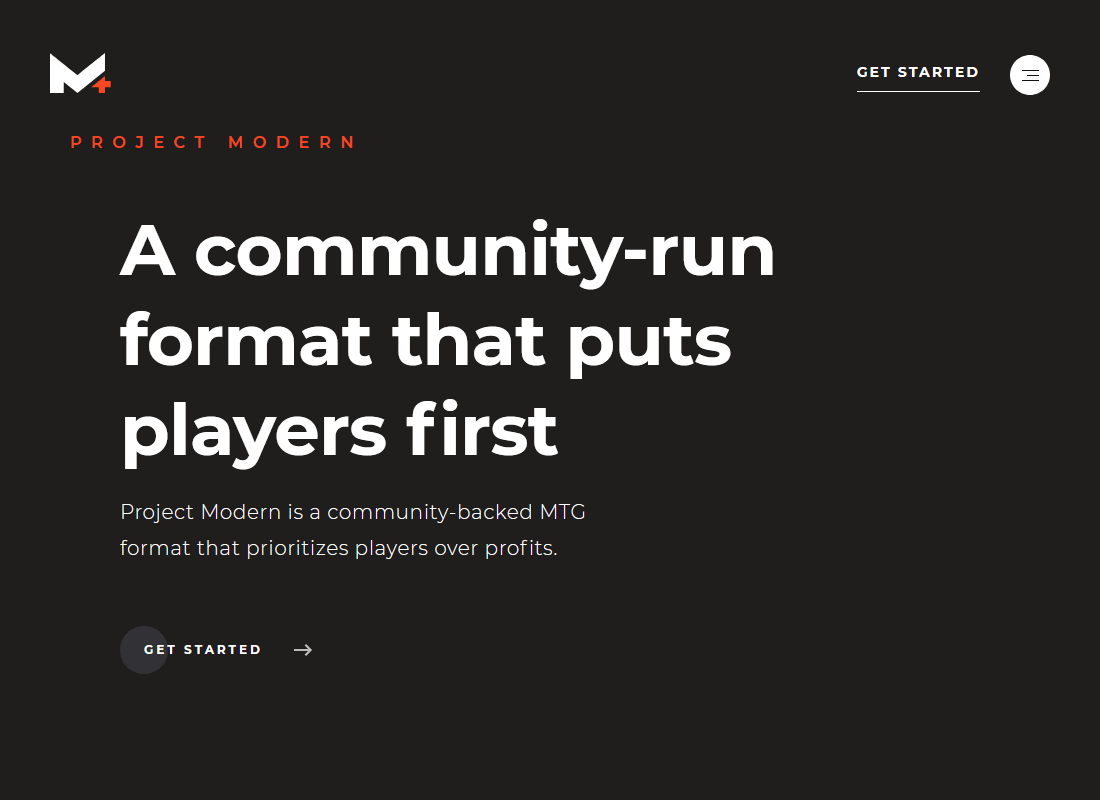 GET STARTED
PROJECT MODERN
A community-run
format that puts
players first
Project Modern is a community-backed MTG
format that prioritizes players over profits.
GET STARTED